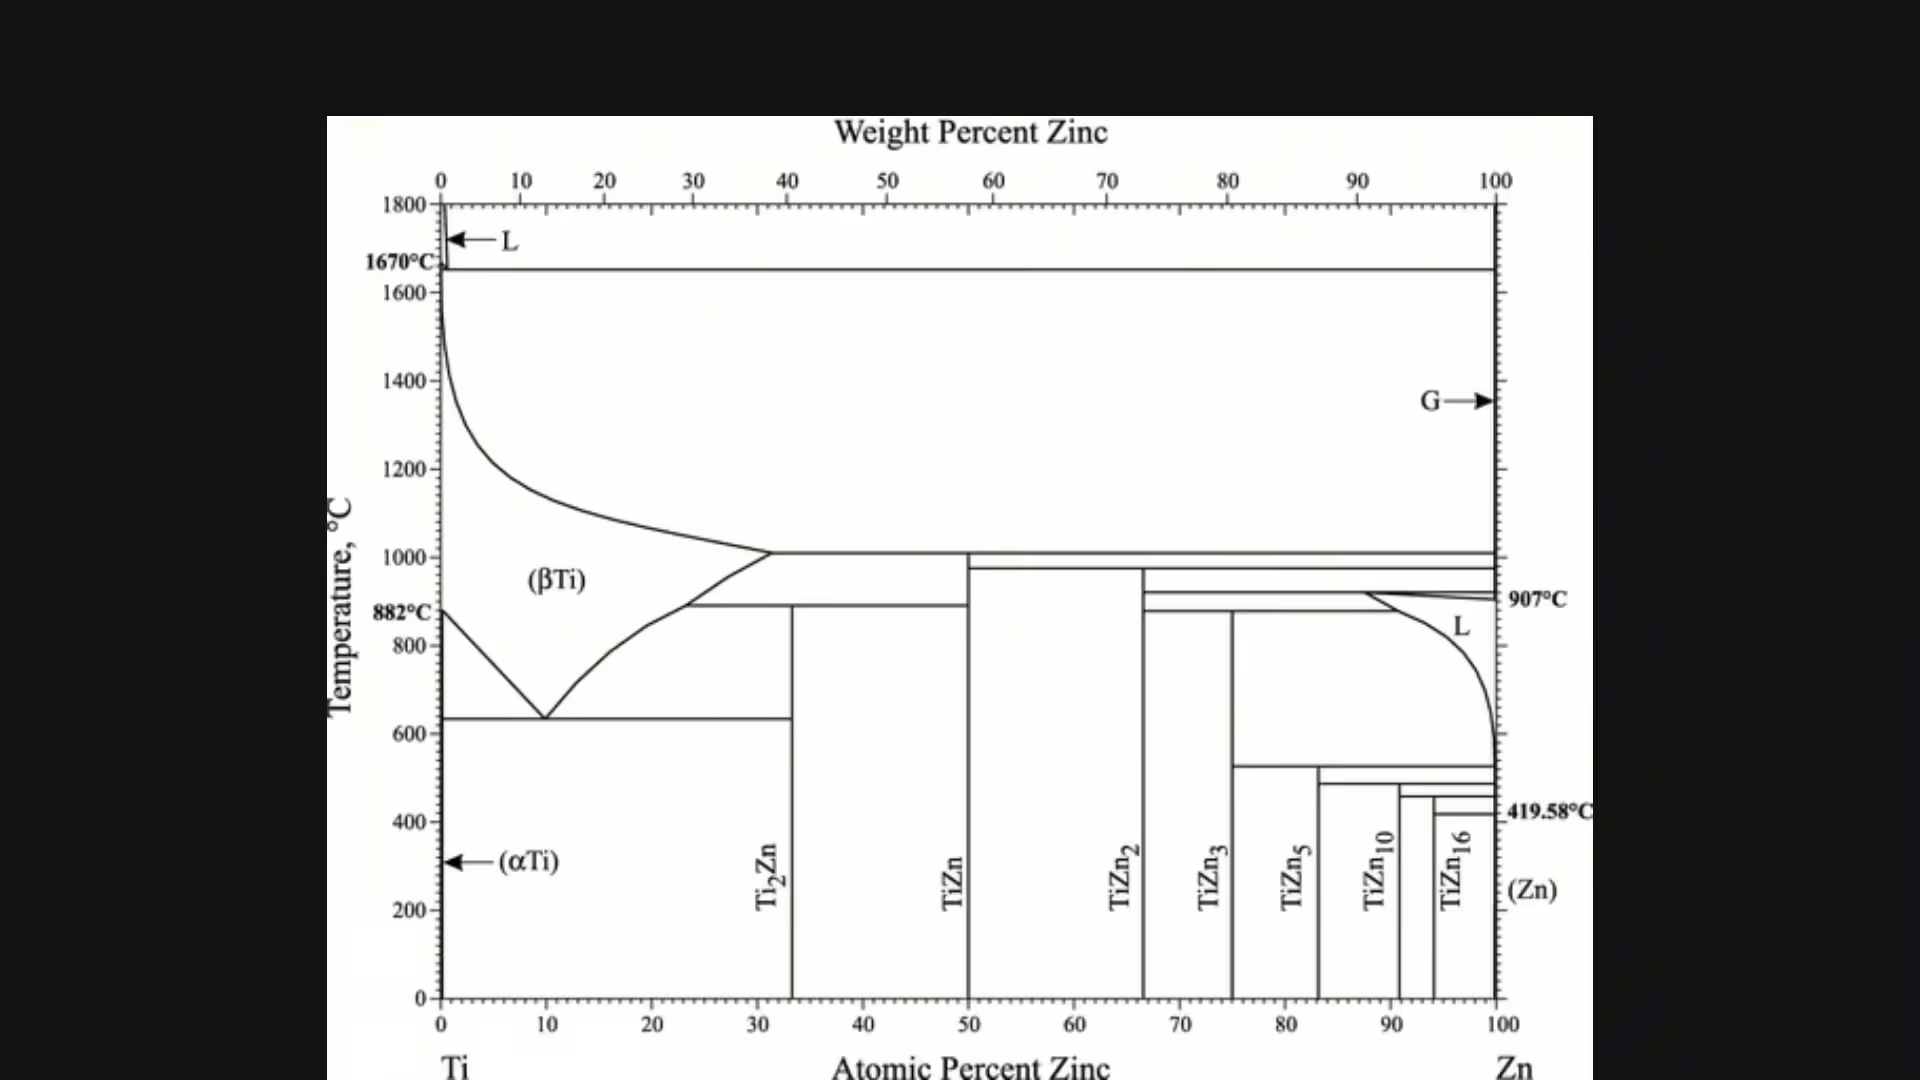 Weight Percent Zinc
0 10 20 30 40 50 60 70 80 90 100
1800
L
1670°C
1600
1400
G
1200
Temperature, °C
1000
(βTi)
907°C
882°C
L
800
600
419.58°C
400
(αTi)
Ti2Zn
TiZn
TiZn2
TiZn3
TiZn5
TiZn10
TiZn16
(Zn)
200
0
0 10 20 30 40 50 60 70 80 90 100
Ti Atomic Percent Zinc Zn